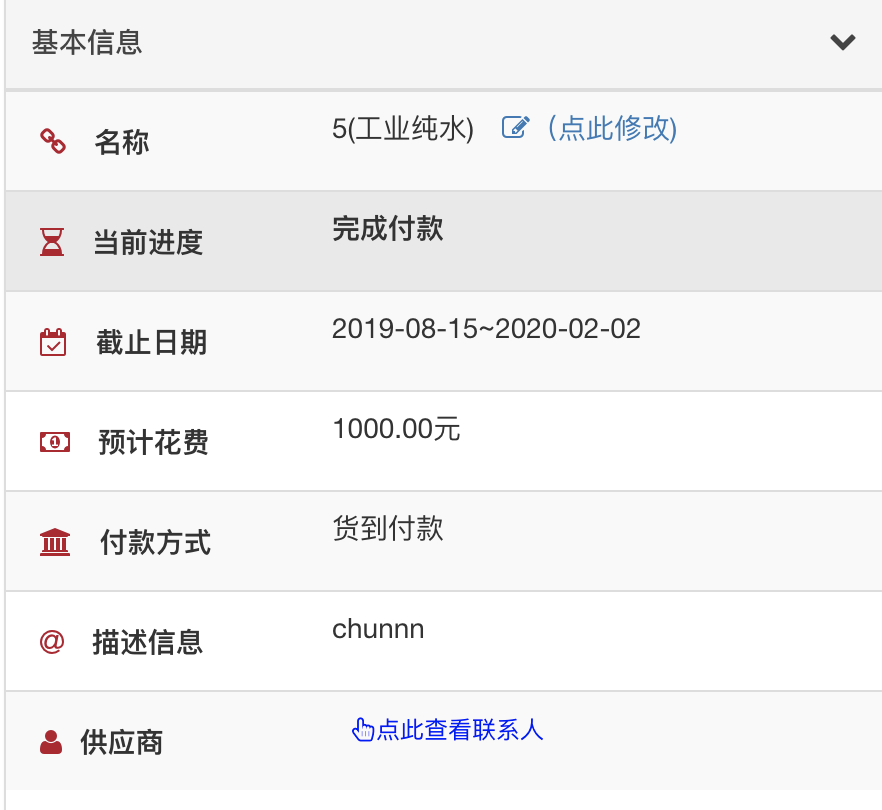 基本信息
名称 5(工业纯水) (点此修改)
当前进度 完成付款
截止日期 2019-08-15~2020-02-02
预计花费 1000.00元
付款方式 货到付款
@ 描述信息 chunnn
供应商 点此查看联系人